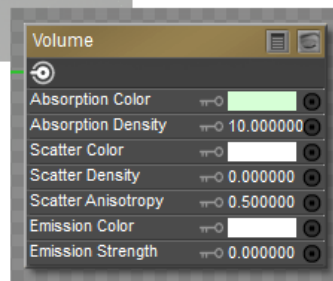 Volume
Absorption Color
Absorption Density 10.000000
Scatter Color
Scatter Density 0.000000
Scatter Anisotropy 0.500000
Emission Color
Emission Strength 0.000000